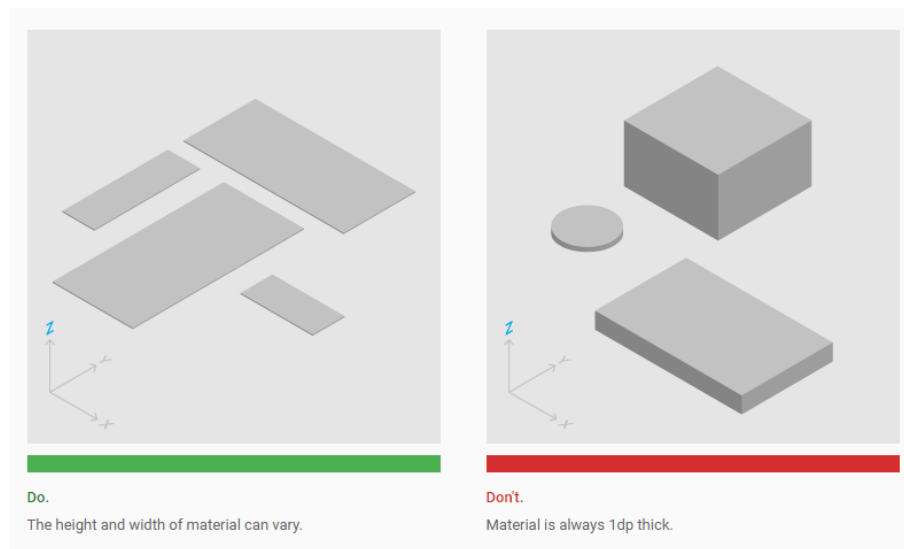 Z
Y
X
Do.
The height and width of material can vary.
Z
Y
X
Don't.
Material is always 1dp thick.